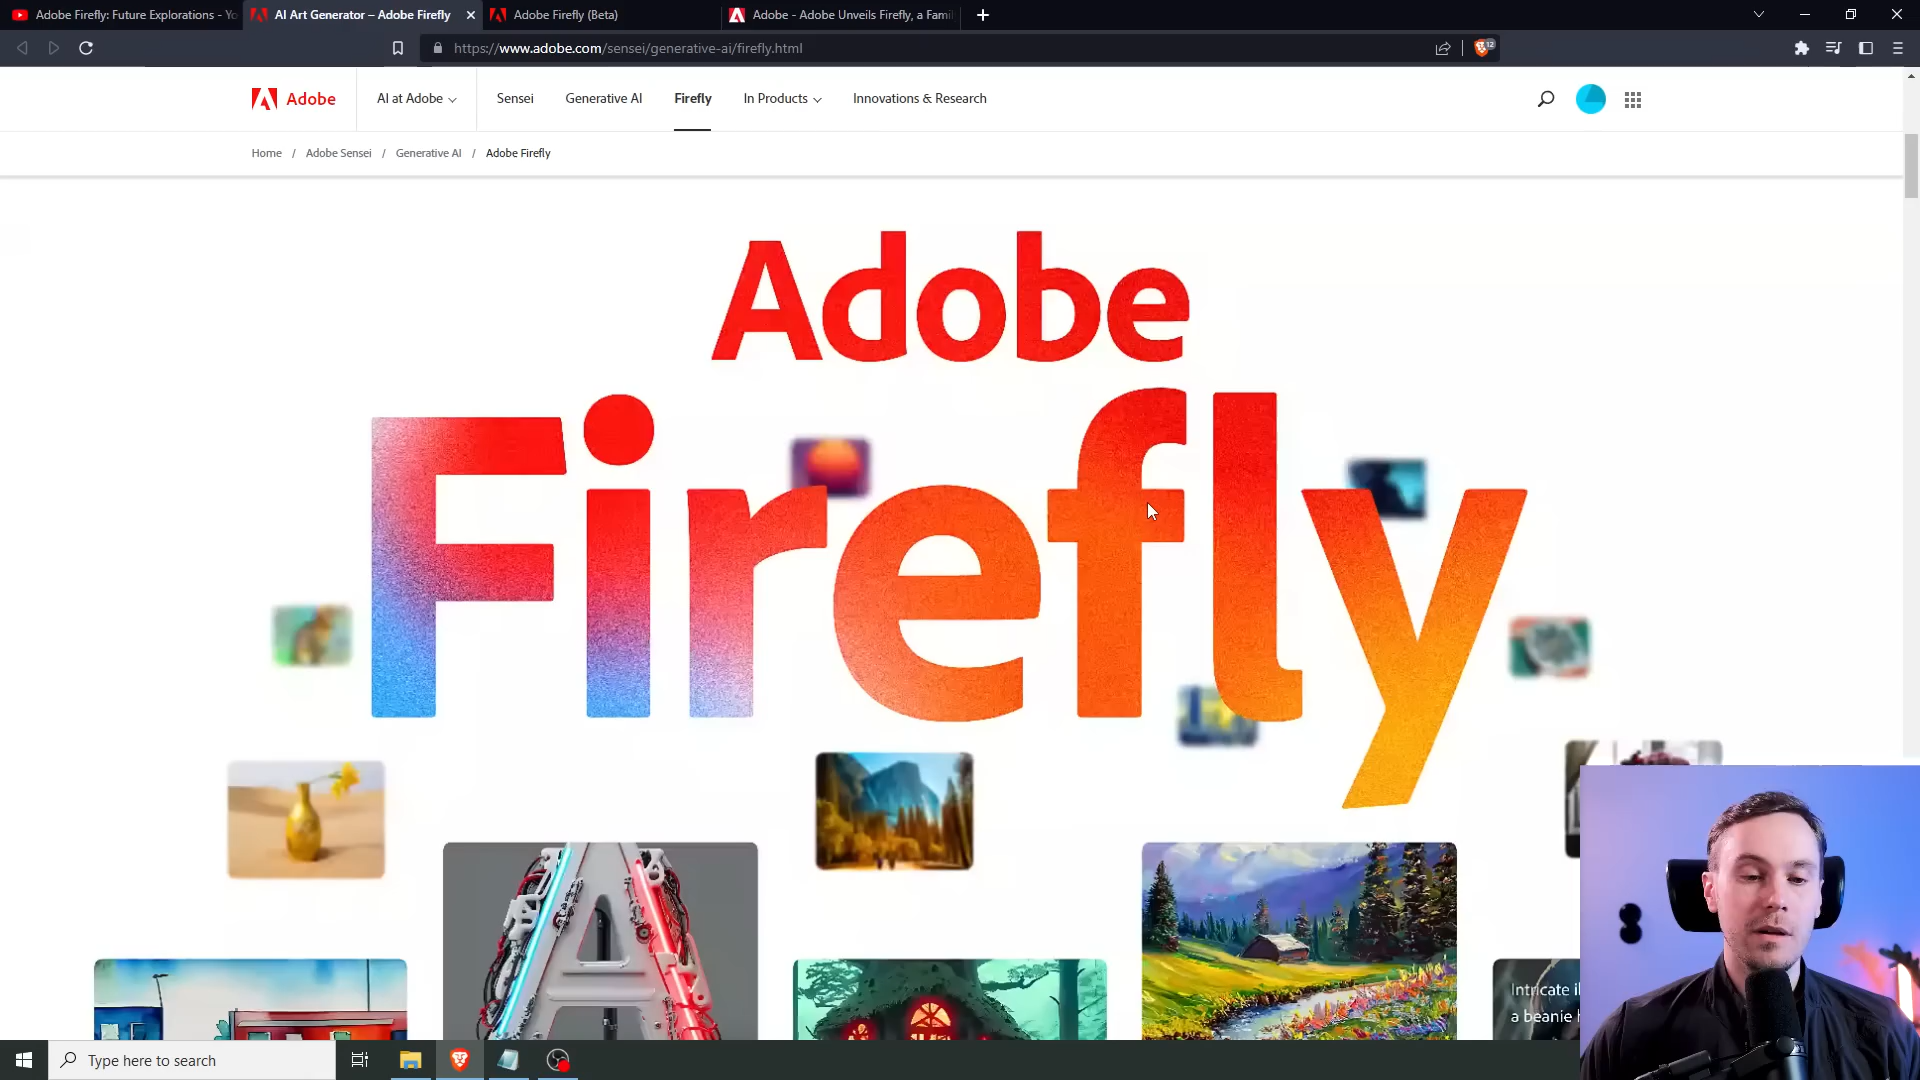 Adobe Firefly: Future Explorations - Yo
AI Art Generator – Adobe Firefly
Adobe Firefly (Beta)
Adobe - Adobe Unveils Firefly, a Fami
https://www.adobe.com/sensei/generative-ai/firefly.html
12
Adobe
AI at Adobe
Sensei
Generative AI
Firefly
In Products
Innovations & Research
Home / Adobe Sensei / Generative AI / Adobe Firefly
Adobe
Firefly
Intricate il
a beanie h
Type here to search